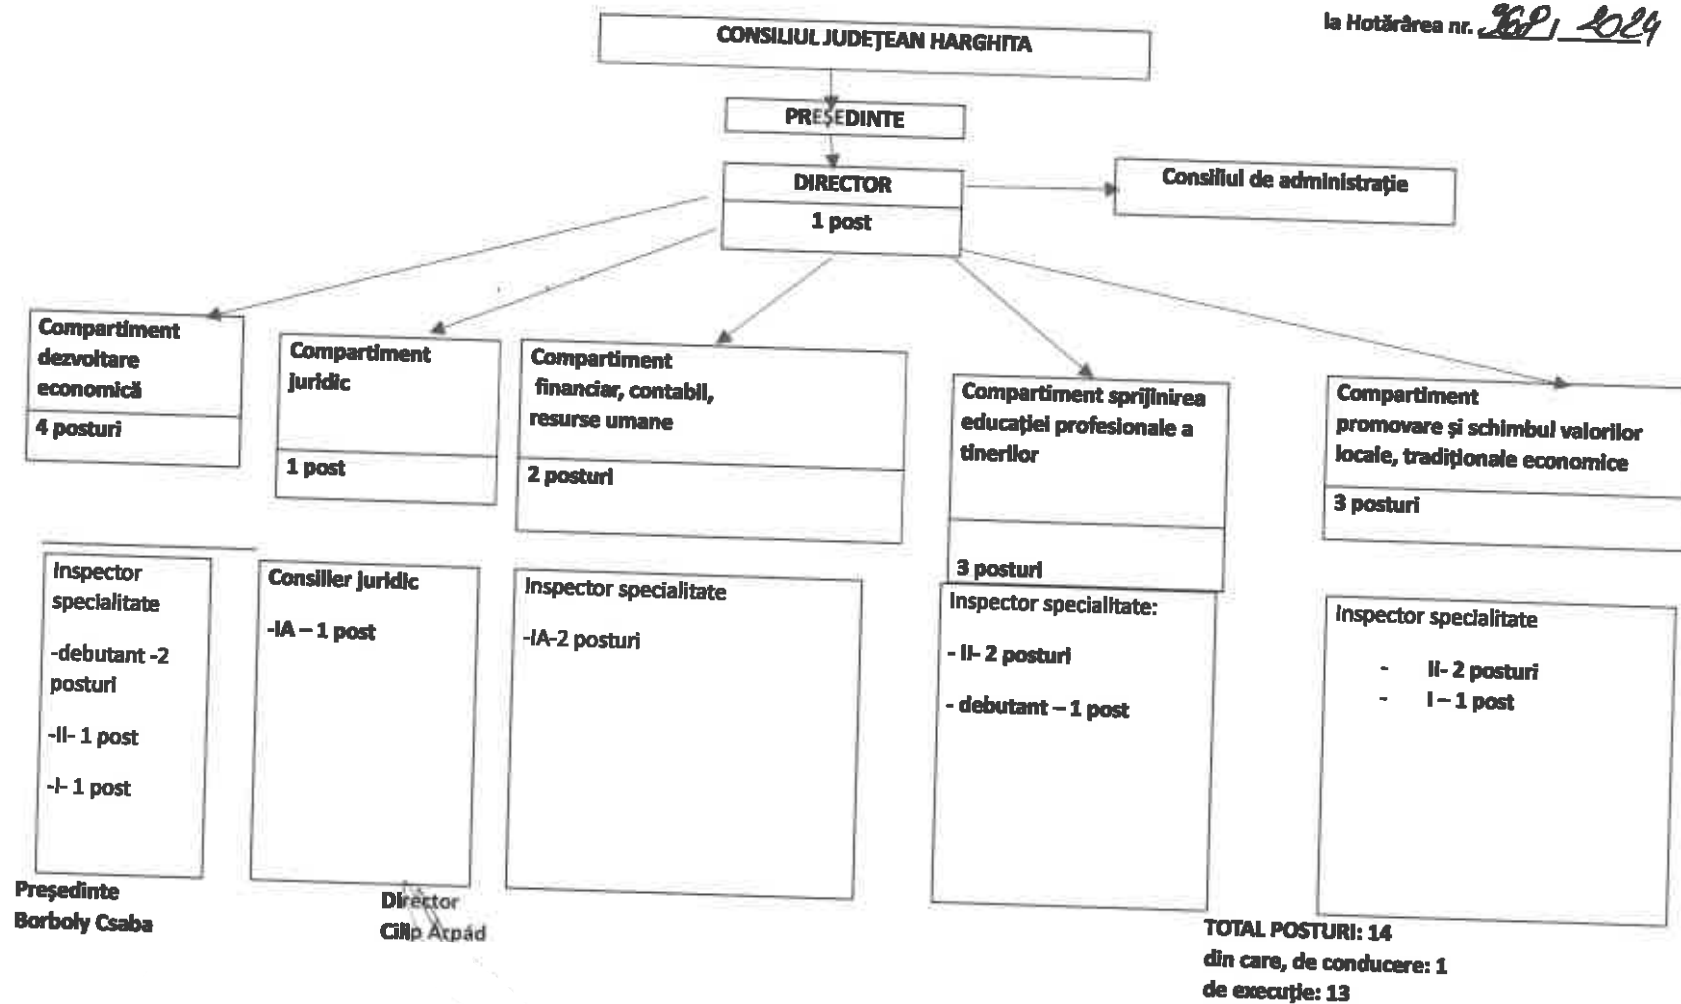 la Hotărârea nr. / 2024
CONSILIUL JUDEȚEAN HARGHITA
PREȘEDINTE
DIRECTOR
1 post
Consiliul de administrație
Compartiment
dezvoltare
economică
4 posturi
Compartiment
juridic
1 post
Compartiment
financiar, contabil,
resurse umane
2 posturi
Compartiment sprijinirea
educației profesionale a
tinerilor
3 posturi
Compartiment
promovare și schimbul valorilor
locale, tradiționale economice
3 posturi
Inspector
specialitate
-debutant -2
posturi
-II- 1 post
-I- 1 post
Consilier juridic
-IA – 1 post
Inspector specialitate
-IA-2 posturi
Inspector specialitate:
- II- 2 posturi
- debutant – 1 post
Inspector specialitate
- Ii- 2 posturi
- I – 1 post
Președinte
Borboly Csaba
Director
Cilip Arpád
TOTAL POSTURI: 14
din care, de conducere: 1
de execuție: 13